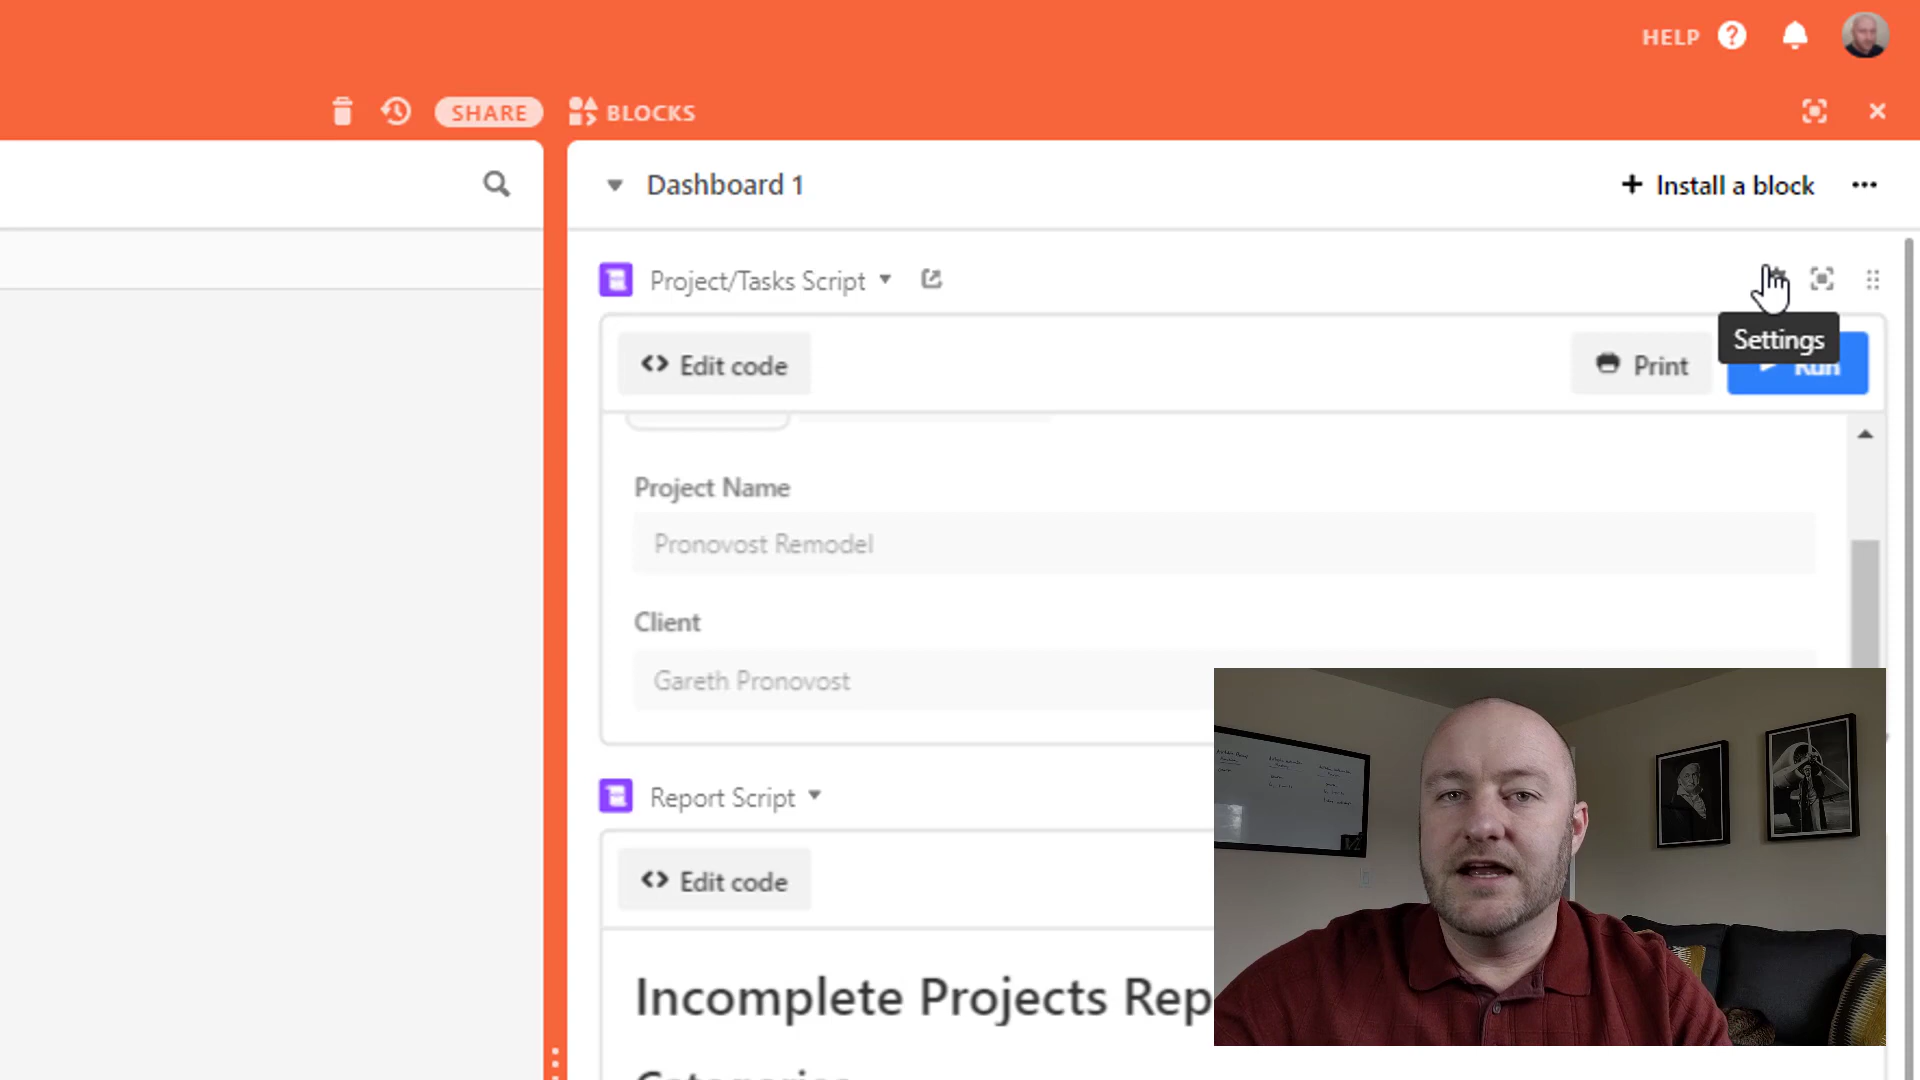 HELP ?
SHARE
BLOCKS
Dashboard 1
+ Install a block
Project/Tasks Script
Settings
<> Edit code
Print
Run
Project Name
Pronovost Remodel
Client
Gareth Pronovost
Report Script
<> Edit code
Incomplete Projects Rep